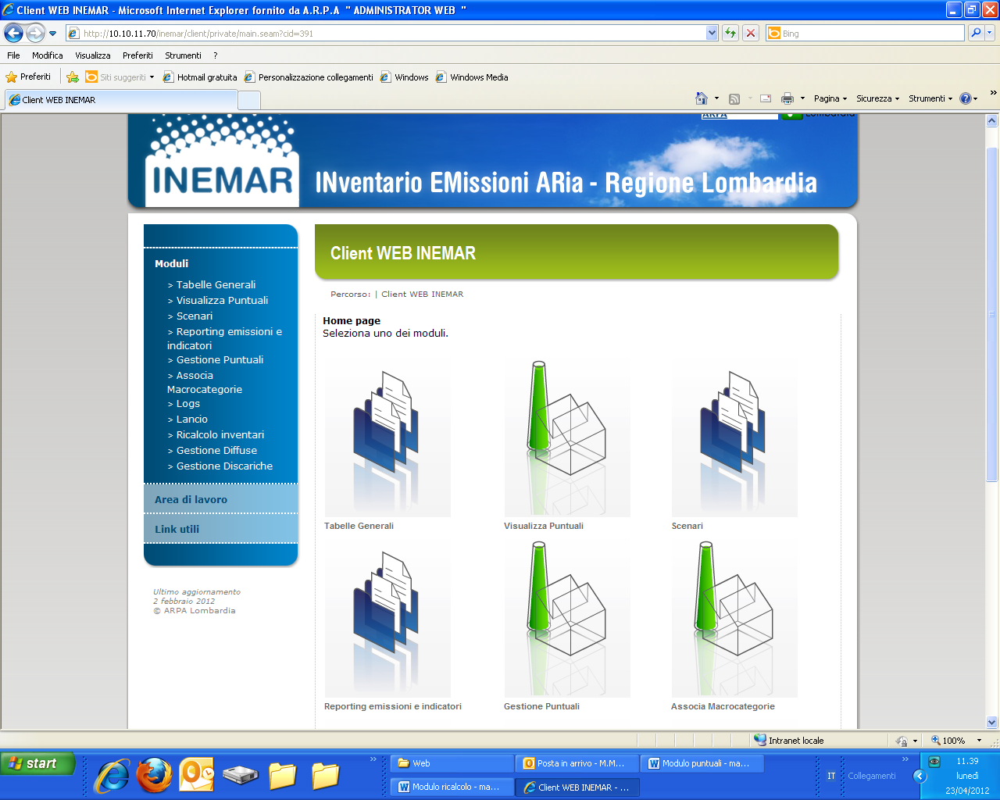 Client WEB INEMAR - Microsoft Internet Explorer fornito da A.R.P.A " ADMINISTRATOR WEB "
http://10.10.11.70/inemar/client/private/main.seam?cid=391
Bing
File Modifica Visualizza Preferiti Strumenti ?
Preferiti Siti suggeriti Hotmail gratuita Personalizzazione collegamenti Windows Windows Media
Client WEB INEMAR
Pagina Sicurezza Strumenti
ARPA Lombardia
INEMAR
INventario EMissioni ARia - Regione Lombardia
Moduli
> Tabelle Generali
> Visualizza Puntuali
> Scenari
> Reporting emissioni e
indicatori
> Gestione Puntuali
> Associa
Macrocategorie
> Logs
> Lancio
> Ricalcolo inventari
> Gestione Diffuse
> Gestione Discariche
Area di lavoro
Link utili
Ultimo aggiornamento
2 febbraio 2012
© ARPA Lombardia
Client WEB INEMAR
Percorso: | Client WEB INEMAR
Home page
Seleziona uno dei moduli.
Tabelle Generali
Visualizza Puntuali
Scenari
Reporting emissioni e indicatori
Gestione Puntuali
Associa Macrocategorie
Intranet locale
100%
start
Web
Posta in arrivo - M.M...
Modulo puntuali - ma...
Modulo ricalcolo - ma...
Client WEB INEMAR - ...
IT
Collegamenti
11.39
lunedì
23/04/2012